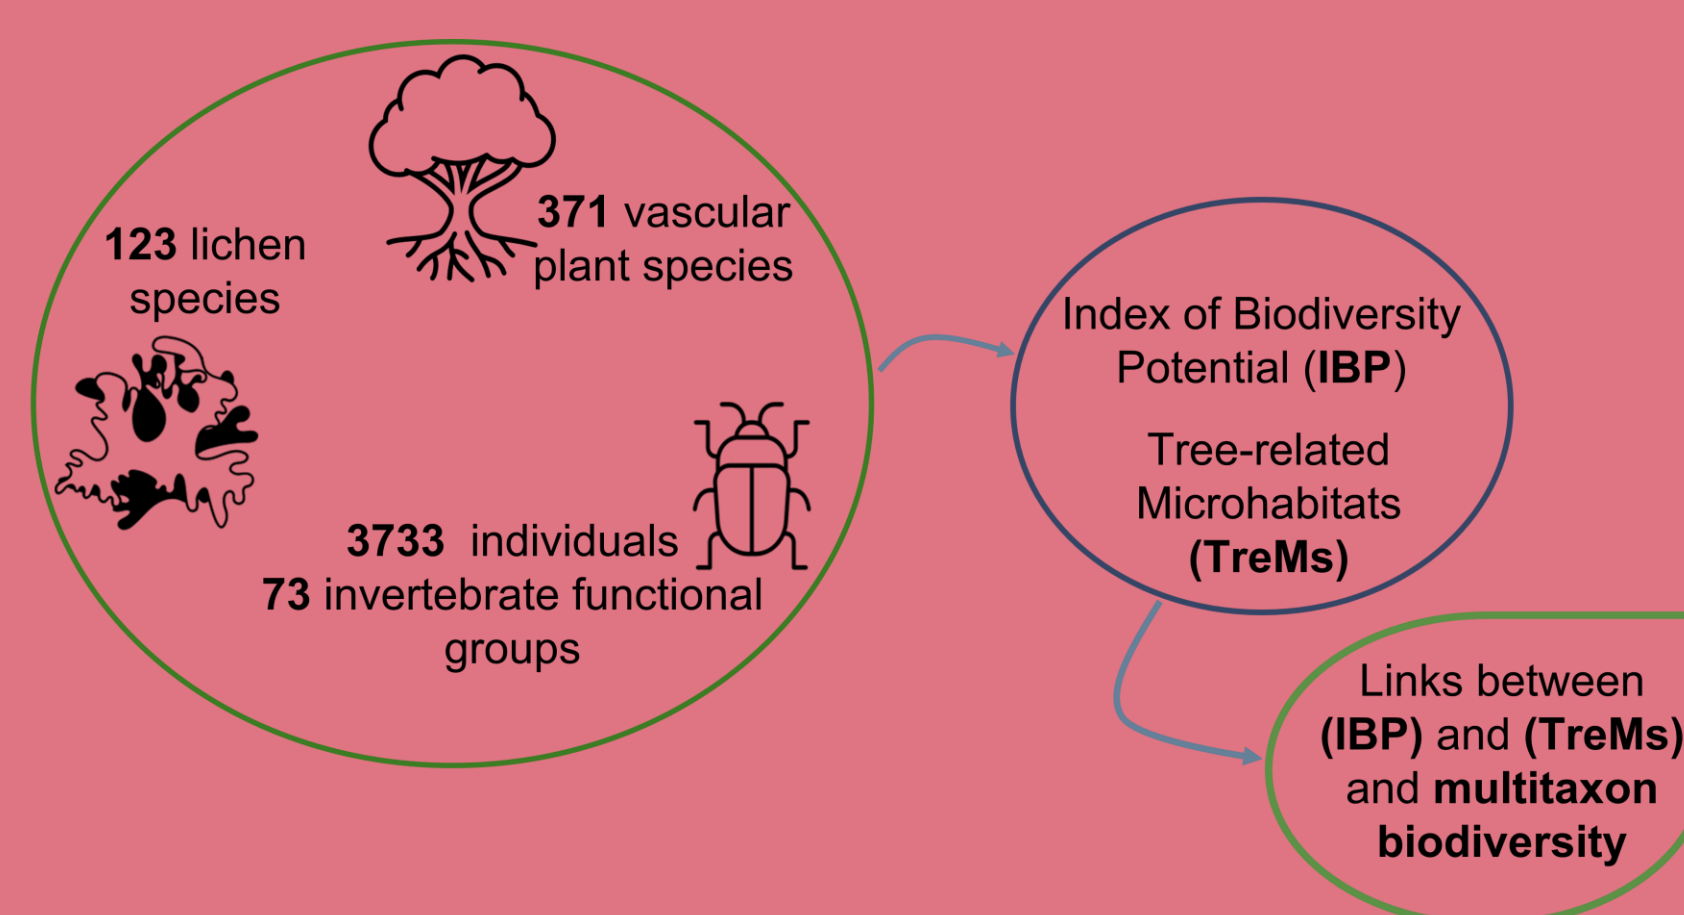 123 lichen
species
371 vascular
plant species
3733 individuals
73 invertebrate functional
groups
Index of Biodiversity
Potential (IBP)
Tree-related
Microhabitats
(TreMs)
Links between
(IBP) and (TreMs)
and multitaxon
biodiversity